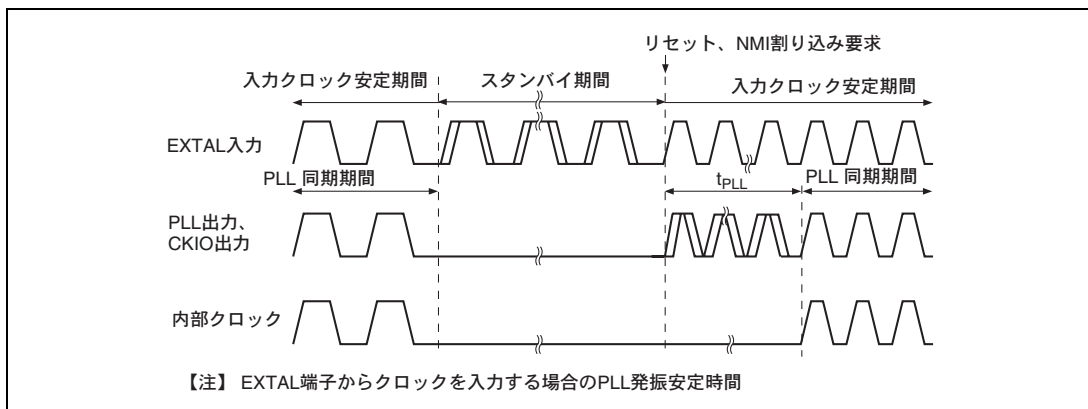 リセット、NMI割り込み要求
入力クロック安定期間
スタンバイ期間
入力クロック安定期間
EXTAL入力
PLL 同期期間
tPLL
PLL 同期期間
PLL出力、
CKIO出力
内部クロック
【注】 EXTAL端子からクロックを入力する場合のPLL発振安定時間